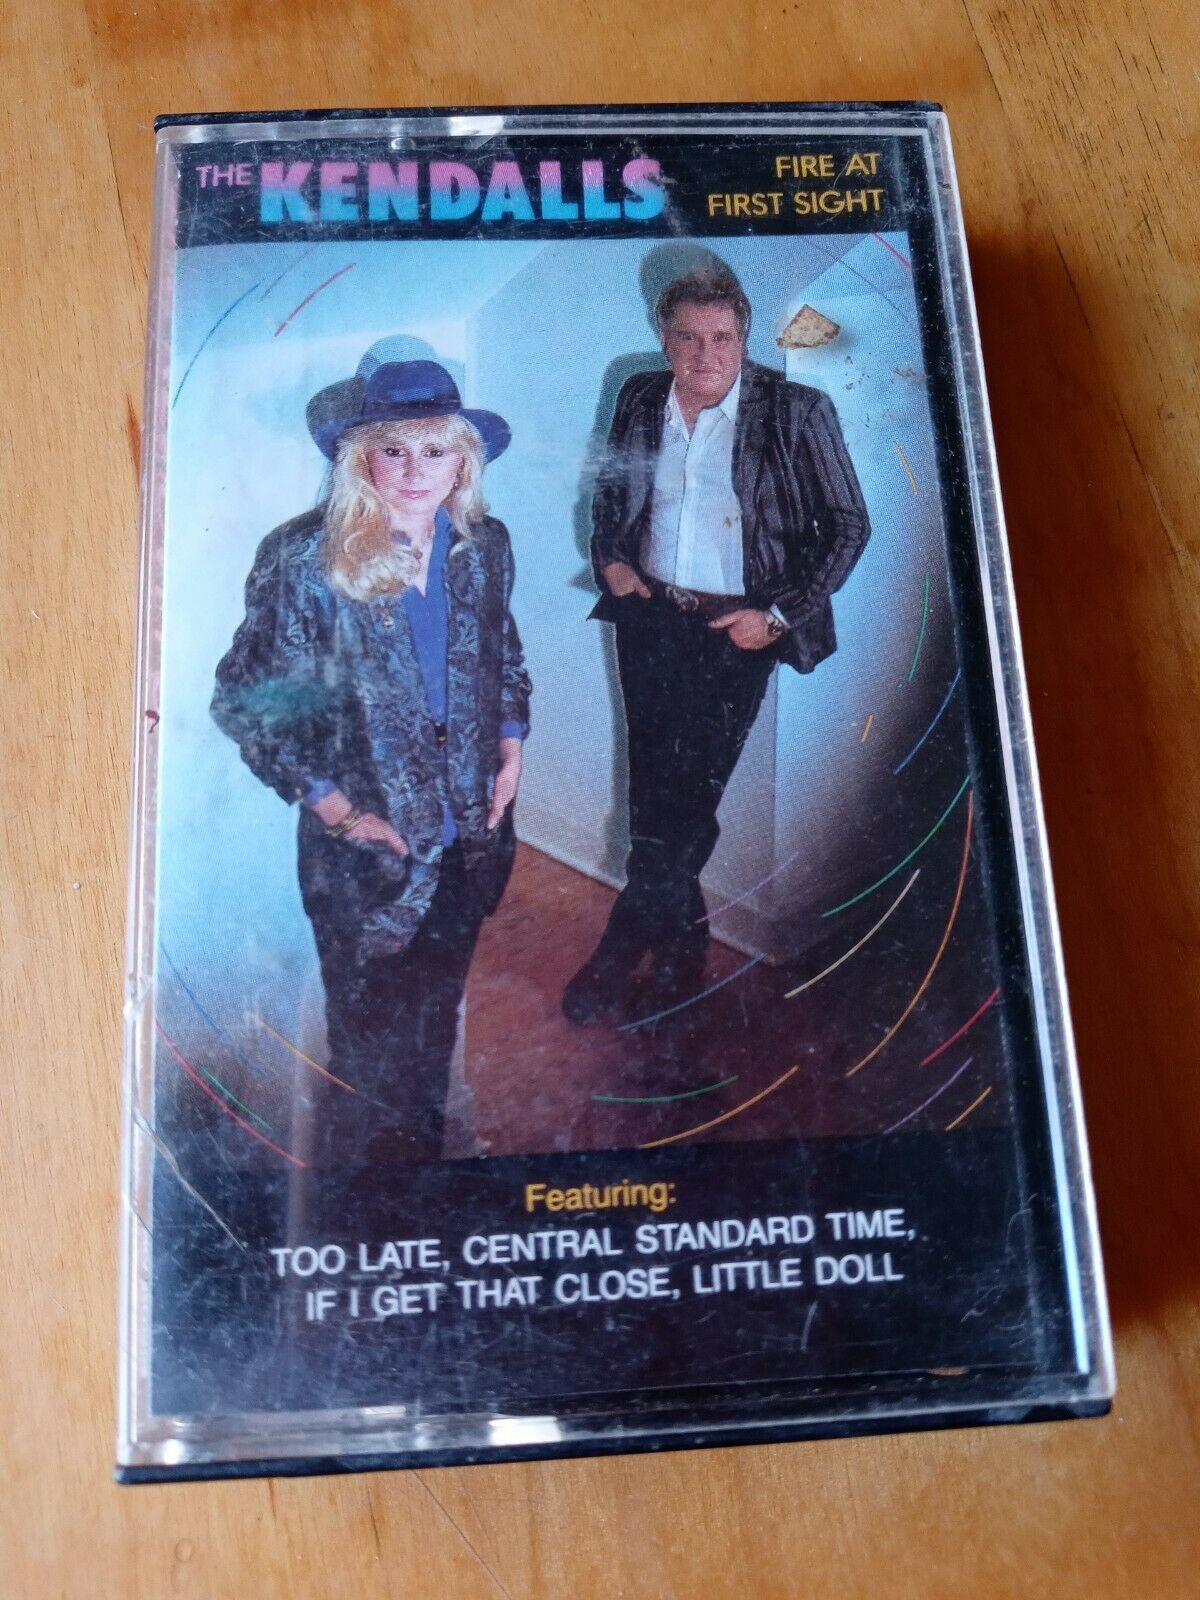 THE KENDALLS
FIRE AT
FIRST SIGHT
Featuring:
TOO LATE, CENTRAL STANDARD TIME,
IF I GET THAT CLOSE, LITTLE DOLL